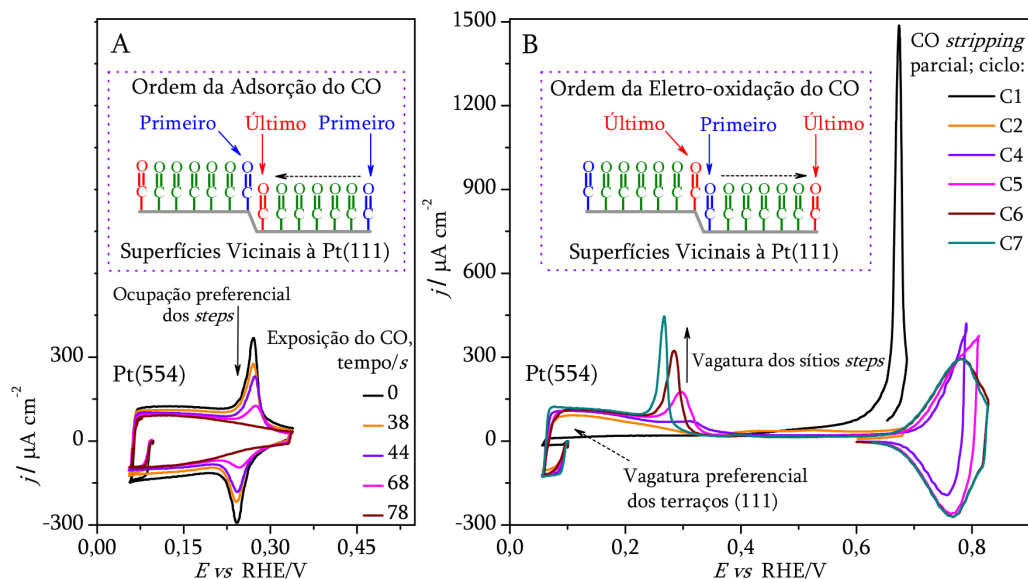 A
Ordem da Adsorção do CO
Primeiro
Último
Primeiro
O O O O O O O
C C C C C C C
O O O O O O O
C C C C C C C
Superfícies Vicinais à Pt(111)
Ocupação preferencial
dos steps
Exposição do CO,
tempo/s
0
38
44
68
78
Pt(554)
300
0
-300
j / µA cm⁻²
0,00
0,15
0,30
0,45
E vs RHE/V
B
CO stripping
parcial; ciclo:
C1
C2
C4
C5
C6
C7
Ordem da Eletro-oxidação do CO
Último
Primeiro
Último
O O O O O O O
C C C C C C C
O O O O O O O
C C C C C C C
Superfícies Vicinais à Pt(111)
Vagatura dos sítios steps
Pt(554)
Vagatura preferencial
dos terraços (111)
1500
1200
900
600
300
0
-300
j / µA cm⁻²
0,0
0,2
0,4
0,6
0,8
E vs RHE/V